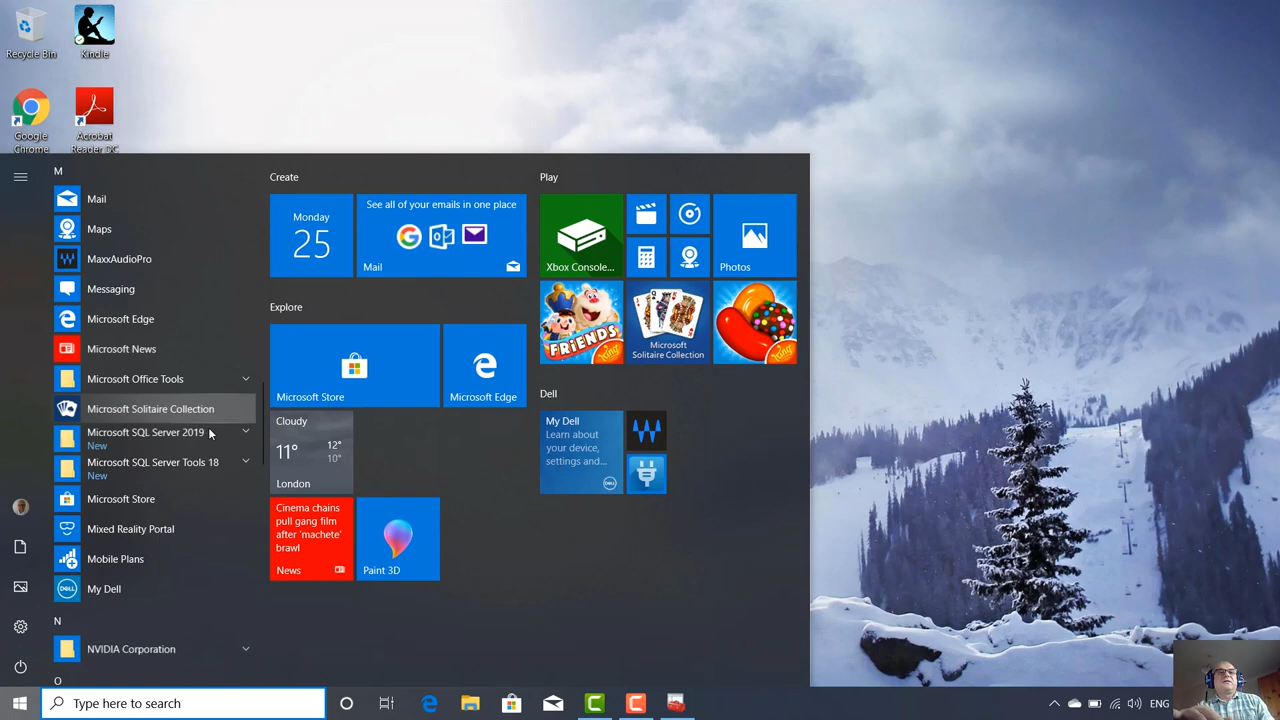 Recycle Bin
Kindle
Google
Chrome
Acrobat
Reader DC
M
Mail
Maps
MaxxAudioPro
Messaging
Microsoft Edge
Microsoft News
Microsoft Office Tools
Microsoft Solitaire Collection
Microsoft SQL Server 2019
New
Microsoft SQL Server Tools 18
New
Microsoft Store
Mixed Reality Portal
Mobile Plans
My Dell
N
NVIDIA Corporation
O
Create
Monday
25
See all of your emails in one place
Mail
Explore
Microsoft Store
Microsoft Edge
Cloudy
11°
12°
10°
London
Cinema chains
pull gang film
after 'machete'
brawl
News
Paint 3D
Play
Xbox Console...
Photos
FRIENDS
King
Microsoft
Solitaire Collection
King
Dell
My Dell
Learn about
your device,
settings and...
DELL
DELL
Type here to search
ENG